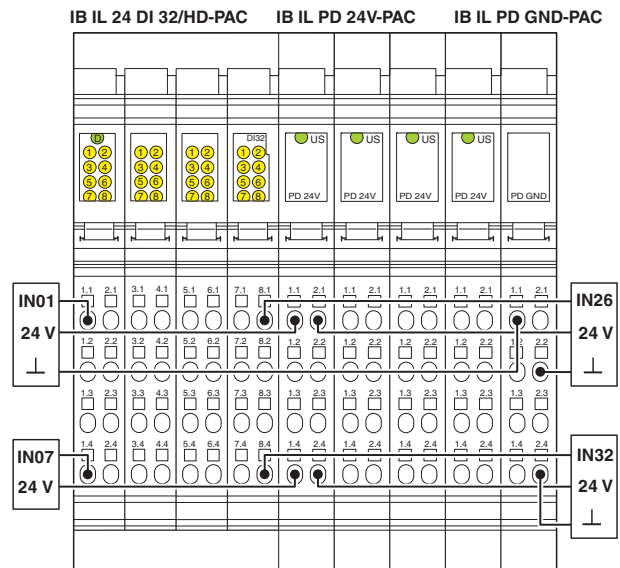 IB IL 24 DI 32/HD-PAC IB IL PD 24V-PAC IB IL PD GND-PAC
D DI32 US US US US
1 2 1 2 1 2 1 2
3 4 3 4 3 4 3 4
5 6 5 6 5 6 5 6
7 8 7 8 7 8 7 8
PD 24V PD 24V PD 24V PD 24V PD GND
1.1 2.1 3.1 4.1 5.1 6.1 7.1 8.1 1.1 2.1 1.1 2.1 1.1 2.1 1.1 2.1 1.1 2.1
IN01 IN26
24 V 24 V
1.2 2.2 3.2 4.2 5.2 6.2 7.2 8.2 1.2 2.2 1.2 2.2 1.2 2.2 1.2 2.2 1.2 2.2
1.3 2.3 3.3 4.3 5.3 6.3 7.3 8.3 1.3 2.3 1.3 2.3 1.3 2.3 1.3 2.3 1.3 2.3
1.4 2.4 3.4 4.4 5.4 6.4 7.4 8.4 1.4 2.4 1.4 2.4 1.4 2.4 1.4 2.4 1.4 2.4
IN07 IN32
24 V 24 V